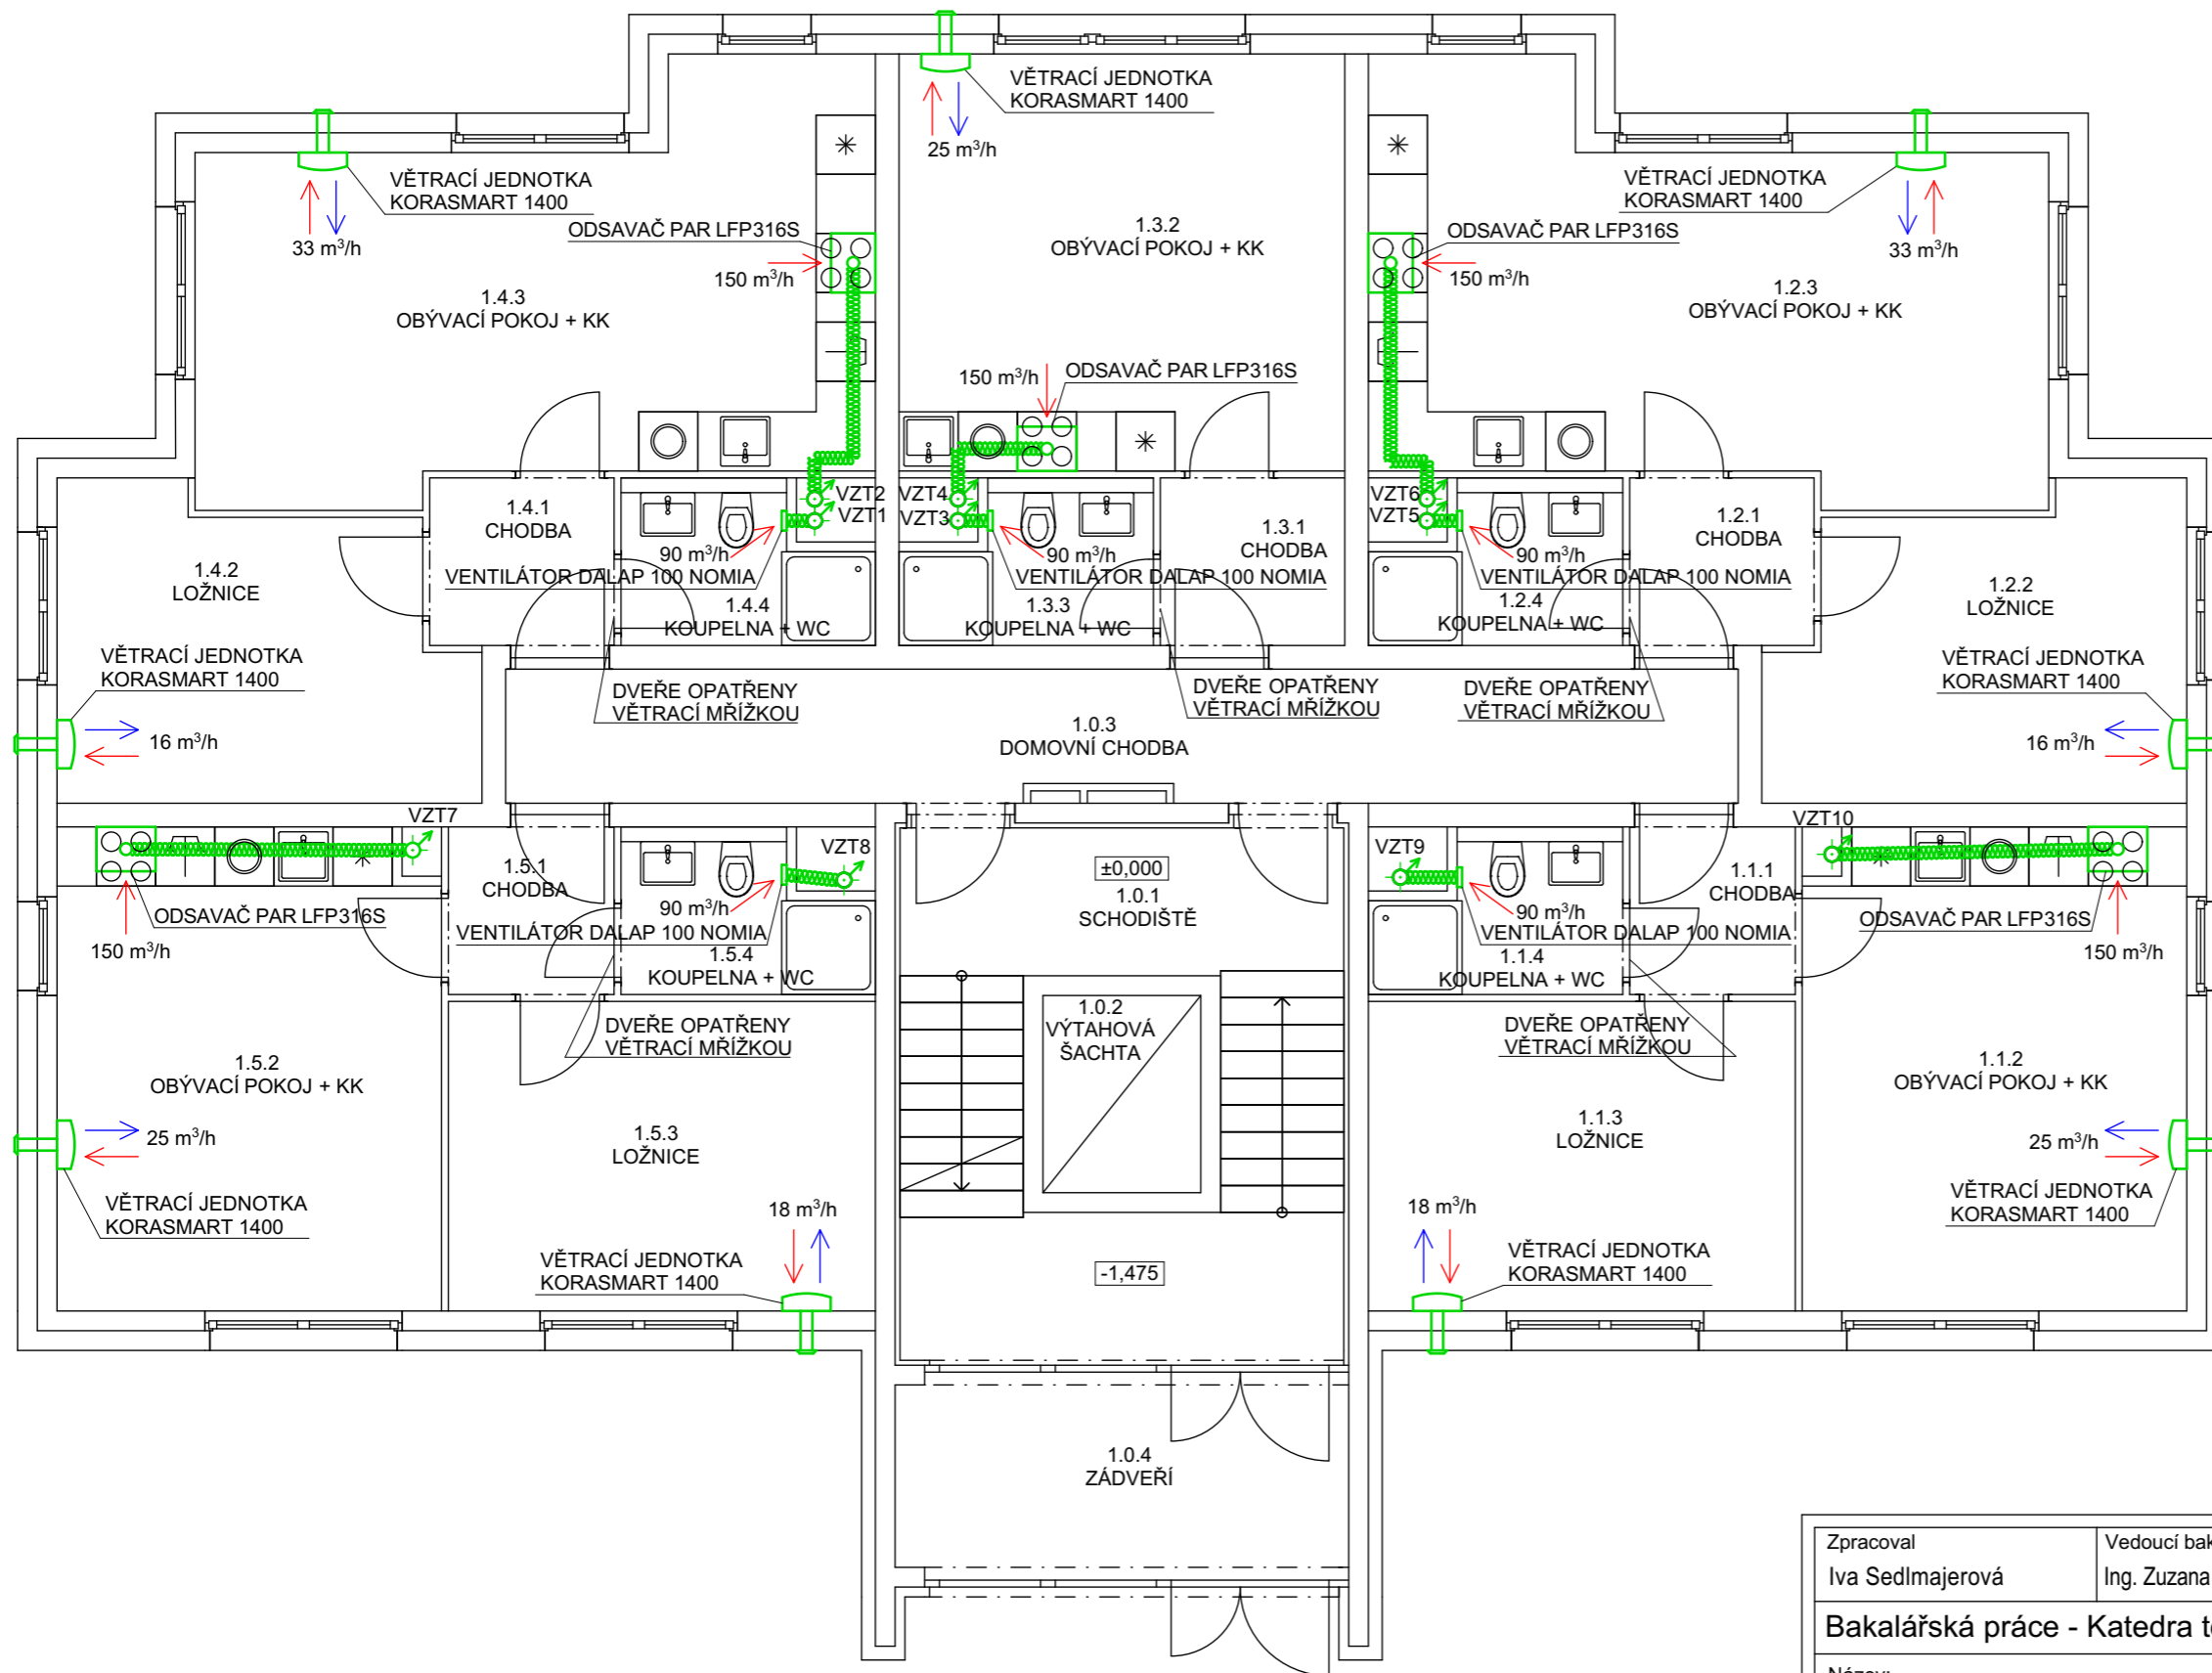 VĚTRACÍ JEDNOTKA
KORASMART 1400
25 m³/h
VĚTRACÍ JEDNOTKA
KORASMART 1400
33 m³/h
ODSAVAČ PAR LFP316S
150 m³/h
1.4.3
OBÝVACÍ POKOJ + KK
1.3.2
OBÝVACÍ POKOJ + KK
150 m³/h
ODSAVAČ PAR LFP316S
VĚTRACÍ JEDNOTKA
KORASMART 1400
33 m³/h
ODSAVAČ PAR LFP316S
150 m³/h
1.2.3
OBÝVACÍ POKOJ + KK
1.4.1
CHODBA
VZT2
VZT1
90 m³/h
VENTILÁTOR DALAP 100 NOMIA
1.4.4
KOUPELNA + WC
VZT4
VZT3
90 m³/h
VENTILÁTOR DALAP 100 NOMIA
1.3.3
KOUPELNA + WC
1.3.1
CHODBA
VZT6
VZT5
90 m³/h
VENTILÁTOR DALAP 100 NOMIA
1.2.4
KOUPELNA + WC
1.2.1
CHODBA
1.4.2
LOŽNICE
VĚTRACÍ JEDNOTKA
KORASMART 1400
16 m³/h
1.2.2
LOŽNICE
VĚTRACÍ JEDNOTKA
KORASMART 1400
16 m³/h
DVEŘE OPATŘENY
VĚTRACÍ MŘÍŽKOU
DVEŘE OPATŘENY
VĚTRACÍ MŘÍŽKOU
DVEŘE OPATŘENY
VĚTRACÍ MŘÍŽKOU
1.0.3
DOMOVNÍ CHODBA
VZT7
ODSAVAČ PAR LFP316S
150 m³/h
1.5.1
CHODBA
VZT8
90 m³/h
VENTILÁTOR DALAP 100 NOMIA
1.5.4
KOUPELNA + WC
±0,000
1.0.1
SCHODIŠTĚ
VZT9
90 m³/h
VENTILÁTOR DALAP 100 NOMIA
1.1.4
KOUPELNA + WC
1.1.1
CHODBA
VZT10
ODSAVAČ PAR LFP316S
150 m³/h
DVEŘE OPATŘENY
VĚTRACÍ MŘÍŽKOU
1.0.2
VÝTAHOVÁ
ŠACHTA
DVEŘE OPATŘENY
VĚTRACÍ MŘÍŽKOU
1.5.2
OBÝVACÍ POKOJ + KK
25 m³/h
VĚTRACÍ JEDNOTKA
KORASMART 1400
1.5.3
LOŽNICE
18 m³/h
VĚTRACÍ JEDNOTKA
KORASMART 1400
-1,475
1.1.3
LOŽNICE
18 m³/h
VĚTRACÍ JEDNOTKA
KORASMART 1400
1.1.2
OBÝVACÍ POKOJ + KK
25 m³/h
VĚTRACÍ JEDNOTKA
KORASMART 1400
1.0.4
ZÁDVEŘÍ
Zpracoval
Iva Sedlmajerová
Vedoucí
Ing. Zuzana
Bakalářská práce - Katedra